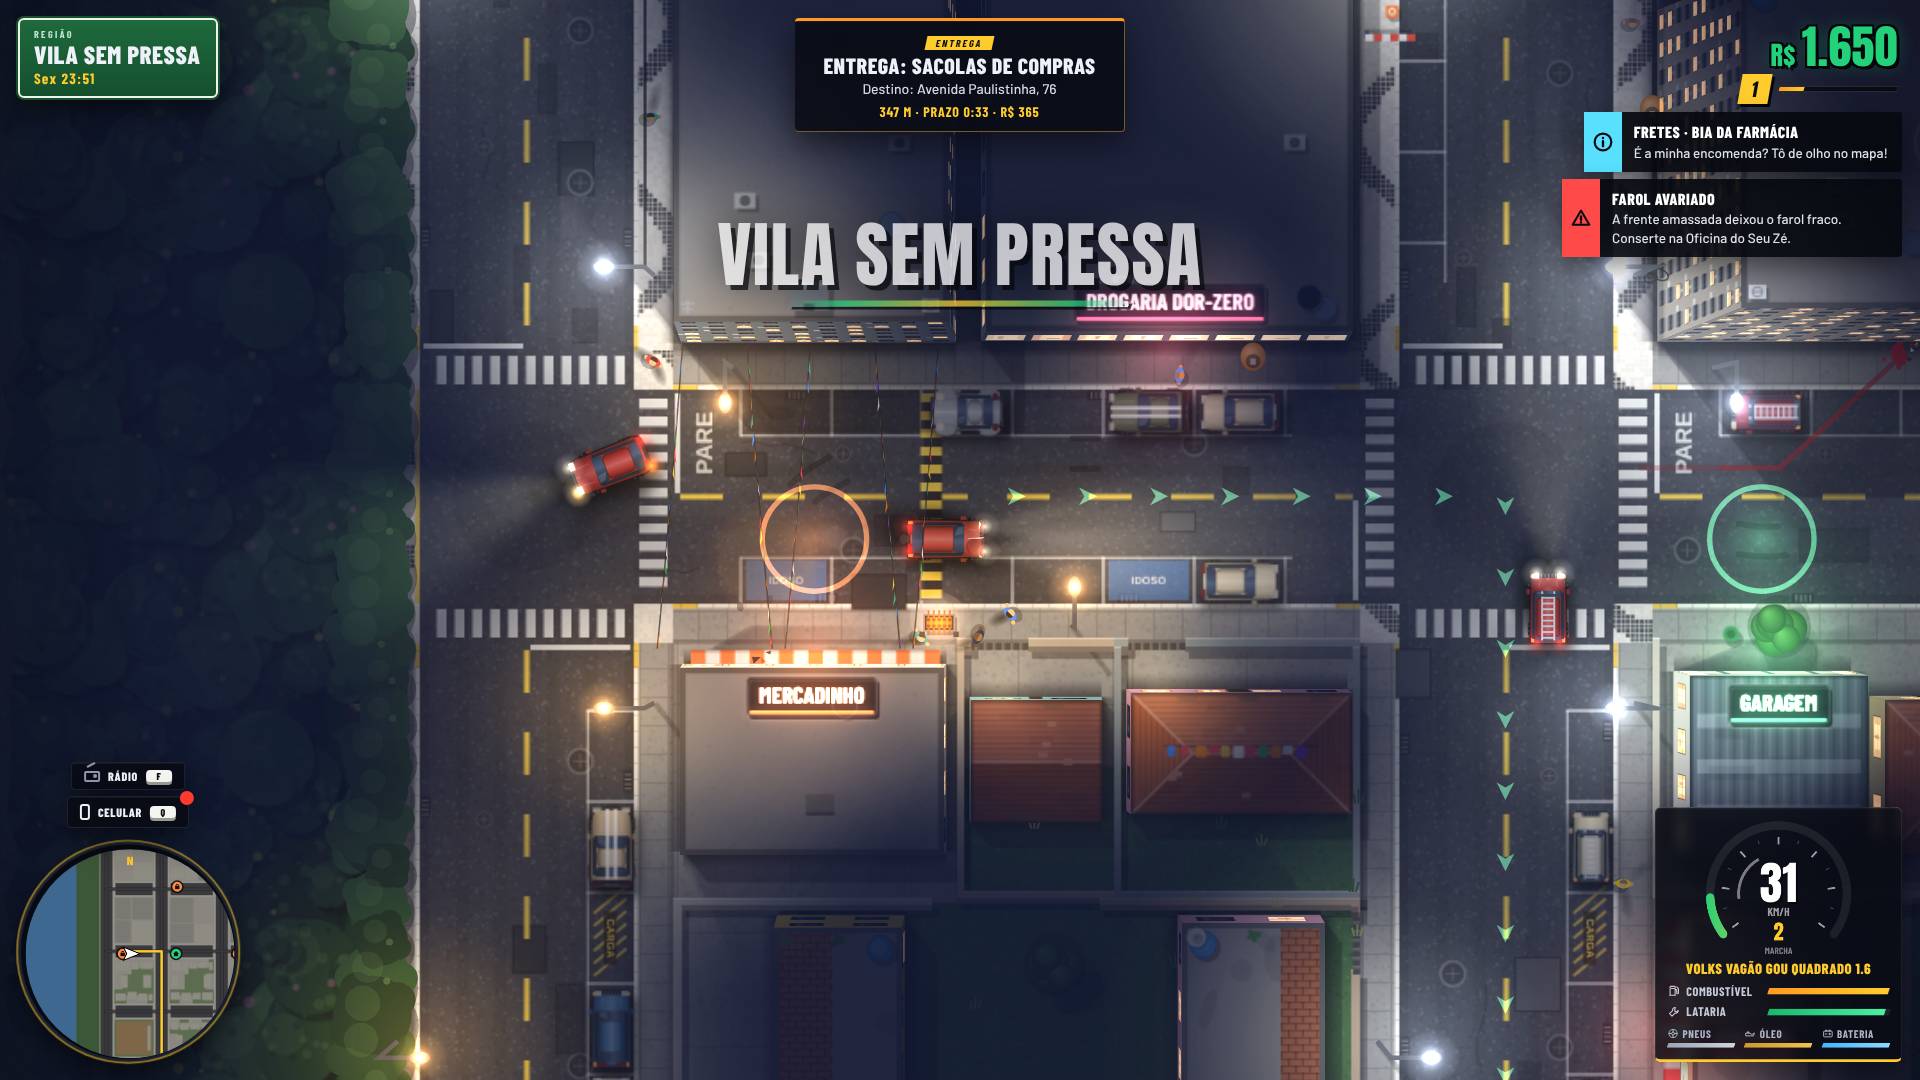 REGIÃO
VILA SEM PRESSA
Sex 23:51
ENTREGA
ENTREGA: SACOLAS DE COMPRAS
Destino: Avenida Paulistinha, 76
347 M · PRAZO 0:33 · R$ 365
R$ 1.650
1
FRETES · BIA DA FARMÁCIA
É a minha encomenda? Tô de olho no mapa!
FAROL AVARIADO
A frente amassada deixou o farol fraco.
Conserte na Oficina do Seu Zé.
VILA SEM PRESSA
DROGARIA DOR-ZERO
PARE
PARE
IDOSO
IDOSO
MERCADINHO
GARAGEM
RÁDIO F
CELULAR Q
N
CARGA
CARGA
31
KM/H
2
MARCHA
VOLKS VAGÃO GOU QUADRADO 1.6
COMBUSTÍVEL
LATARIA
PNEUS
ÓLEO
BATERIA